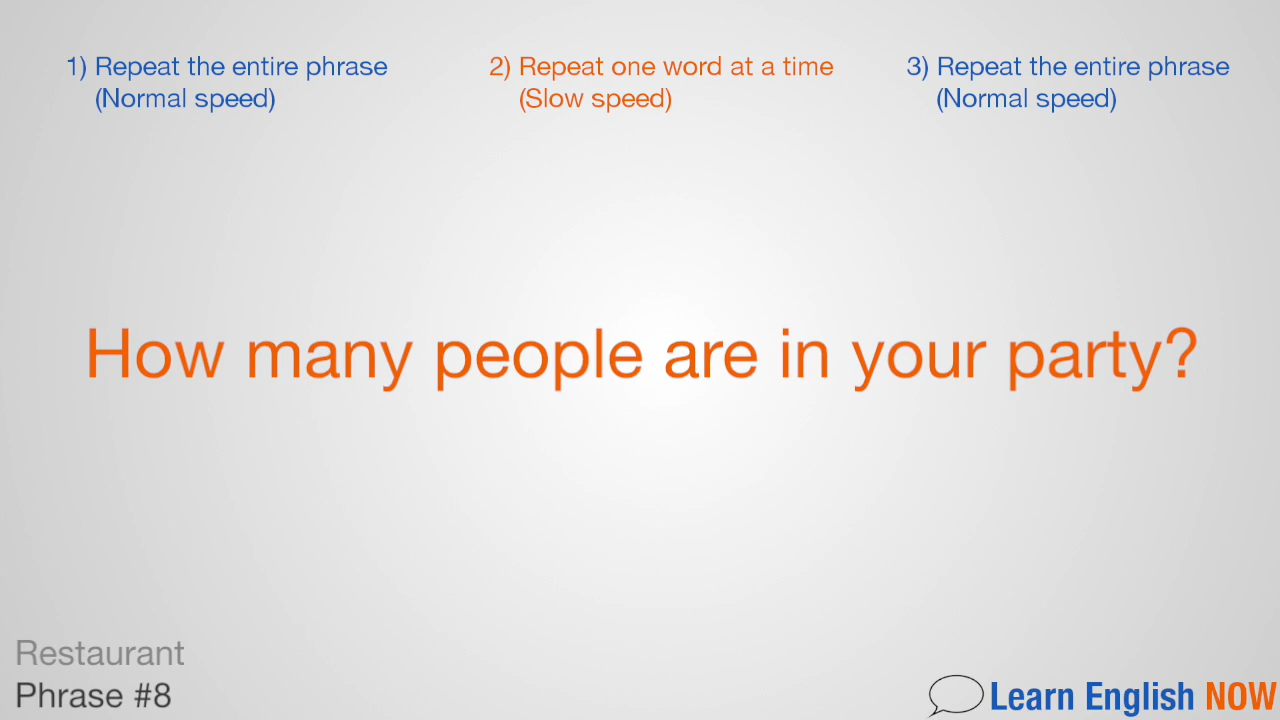 1) Repeat the entire phrase
(Normal speed)
2) Repeat one word at a time
(Slow speed)
3) Repeat the entire phrase
(Normal speed)
How many people are in your party?
Restaurant
Phrase #8
Learn English NOW